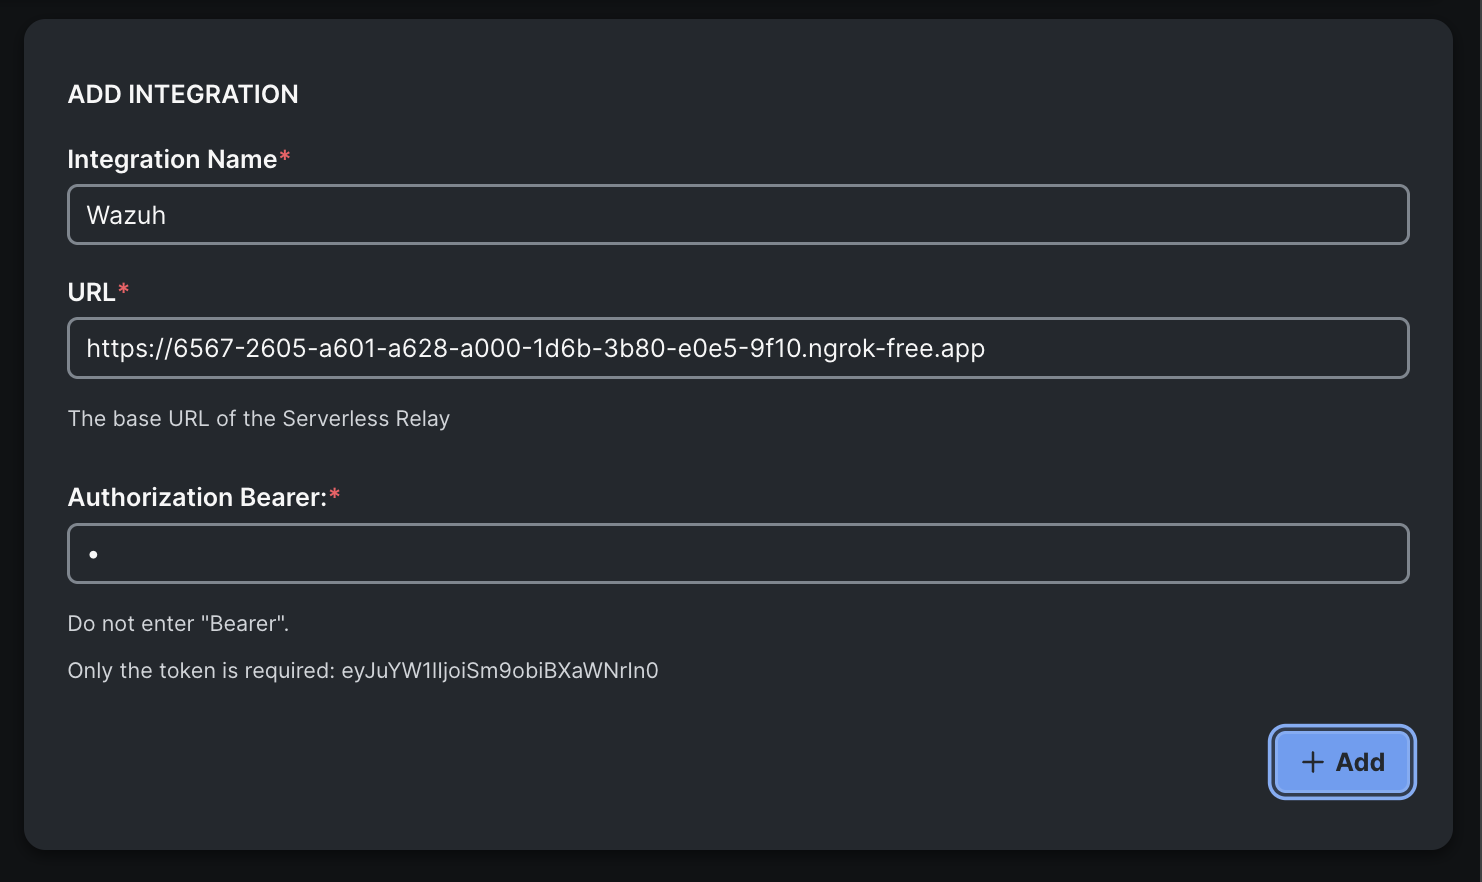 ADD INTEGRATION
Integration Name*
Wazuh
URL*
https://6567-2605-a601-a628-a000-1d6b-3b80-e0e5-9f10.ngrok-free.app
The base URL of the Serverless Relay
Authorization Bearer:*
•
Do not enter "Bearer".
Only the token is required: eyJuYW1lIjoiSm9obiBXaWNrIn0
+ Add